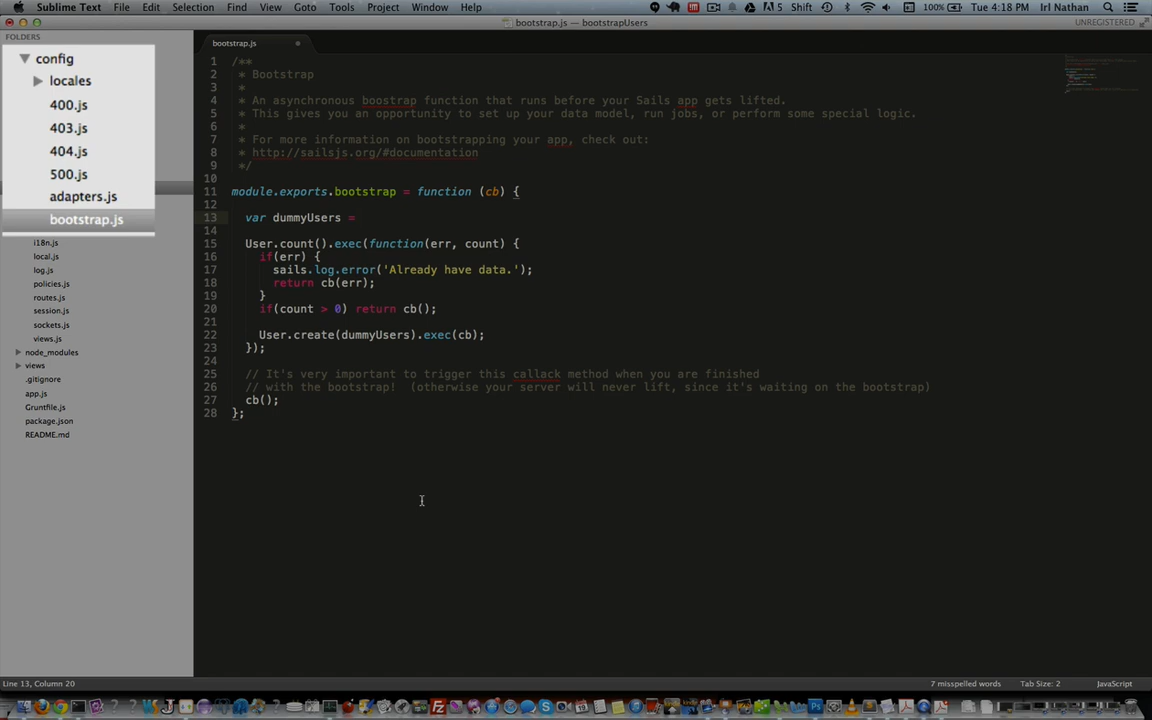 Sublime Text File Edit Selection Find View Goto Tools Project Window Help 5 Shift 100% Tue 4:18 PM Irl Nathan
bootstrap.js — bootstrapUsers UNREGISTERED
FOLDERS
config
locales
400.js
403.js
404.js
500.js
adapters.js
bootstrap.js
i18n.js
local.js
log.js
policies.js
routes.js
session.js
sockets.js
views.js
node_modules
views
.gitignore
app.js
Gruntfile.js
package.json
README.md
bootstrap.js
1 /**
2 * Bootstrap
3 *
4 * An asynchronous boostrap function that runs before your Sails app gets lifted.
5 * This gives you an opportunity to set up your data model, run jobs, or perform some special logic.
6 *
7 * For more information on bootstrapping your app, check out:
8 * http://sailsjs.org/#documentation
9 */
10
11 module.exports.bootstrap = function (cb) {
12
13 var dummyUsers =
14
15 User.count().exec(function(err, count) {
16 if(err) {
17 sails.log.error('Already have data.');
18 return cb(err);
19 }
20 if(count > 0) return cb();
21
22 User.create(dummyUsers).exec(cb);
23 });
24
25 // It's very important to trigger this callack method when you are finished
26 // with the bootstrap! (otherwise your server will never lift, since it's waiting on the bootstrap)
27 cb();
28 };
Line 13, Column 20 7 misspelled words Tab Size: 2 JavaScript